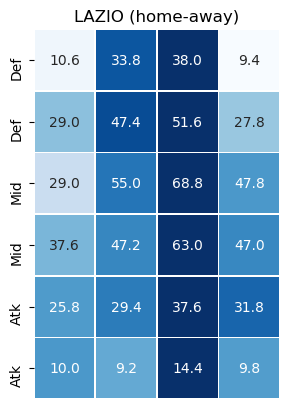 LAZIO (home-away)
Def 10.6 33.8 38.0 9.4
Def 29.0 47.4 51.6 27.8
Mid 29.0 55.0 68.8 47.8
Mid 37.6 47.2 63.0 47.0
Atk 25.8 29.4 37.6 31.8
Atk 10.0 9.2 14.4 9.8